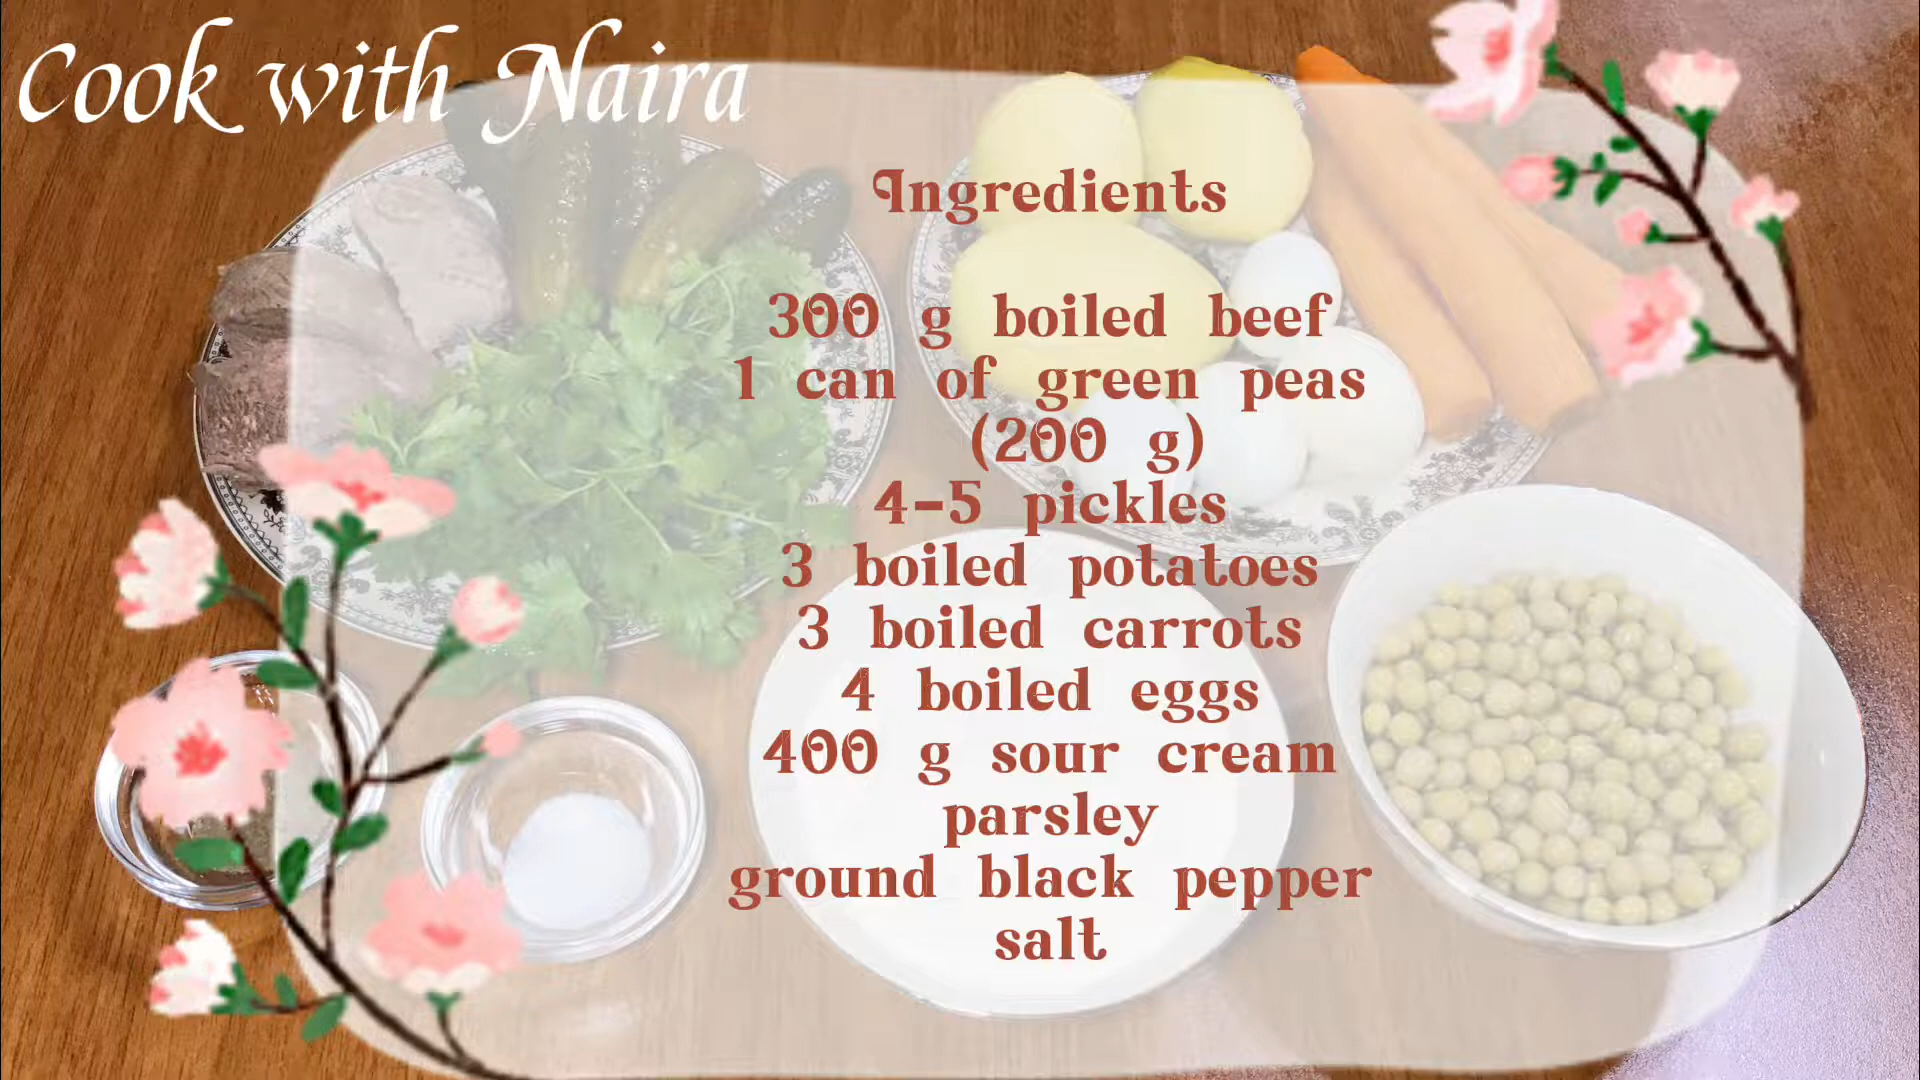 Cook with Naira
Ingredients
300 g boiled beef
1 can of green peas
(200 g)
4-5 pickles
3 boiled potatoes
3 boiled carrots
4 boiled eggs
400 g sour cream
parsley
ground black pepper
salt